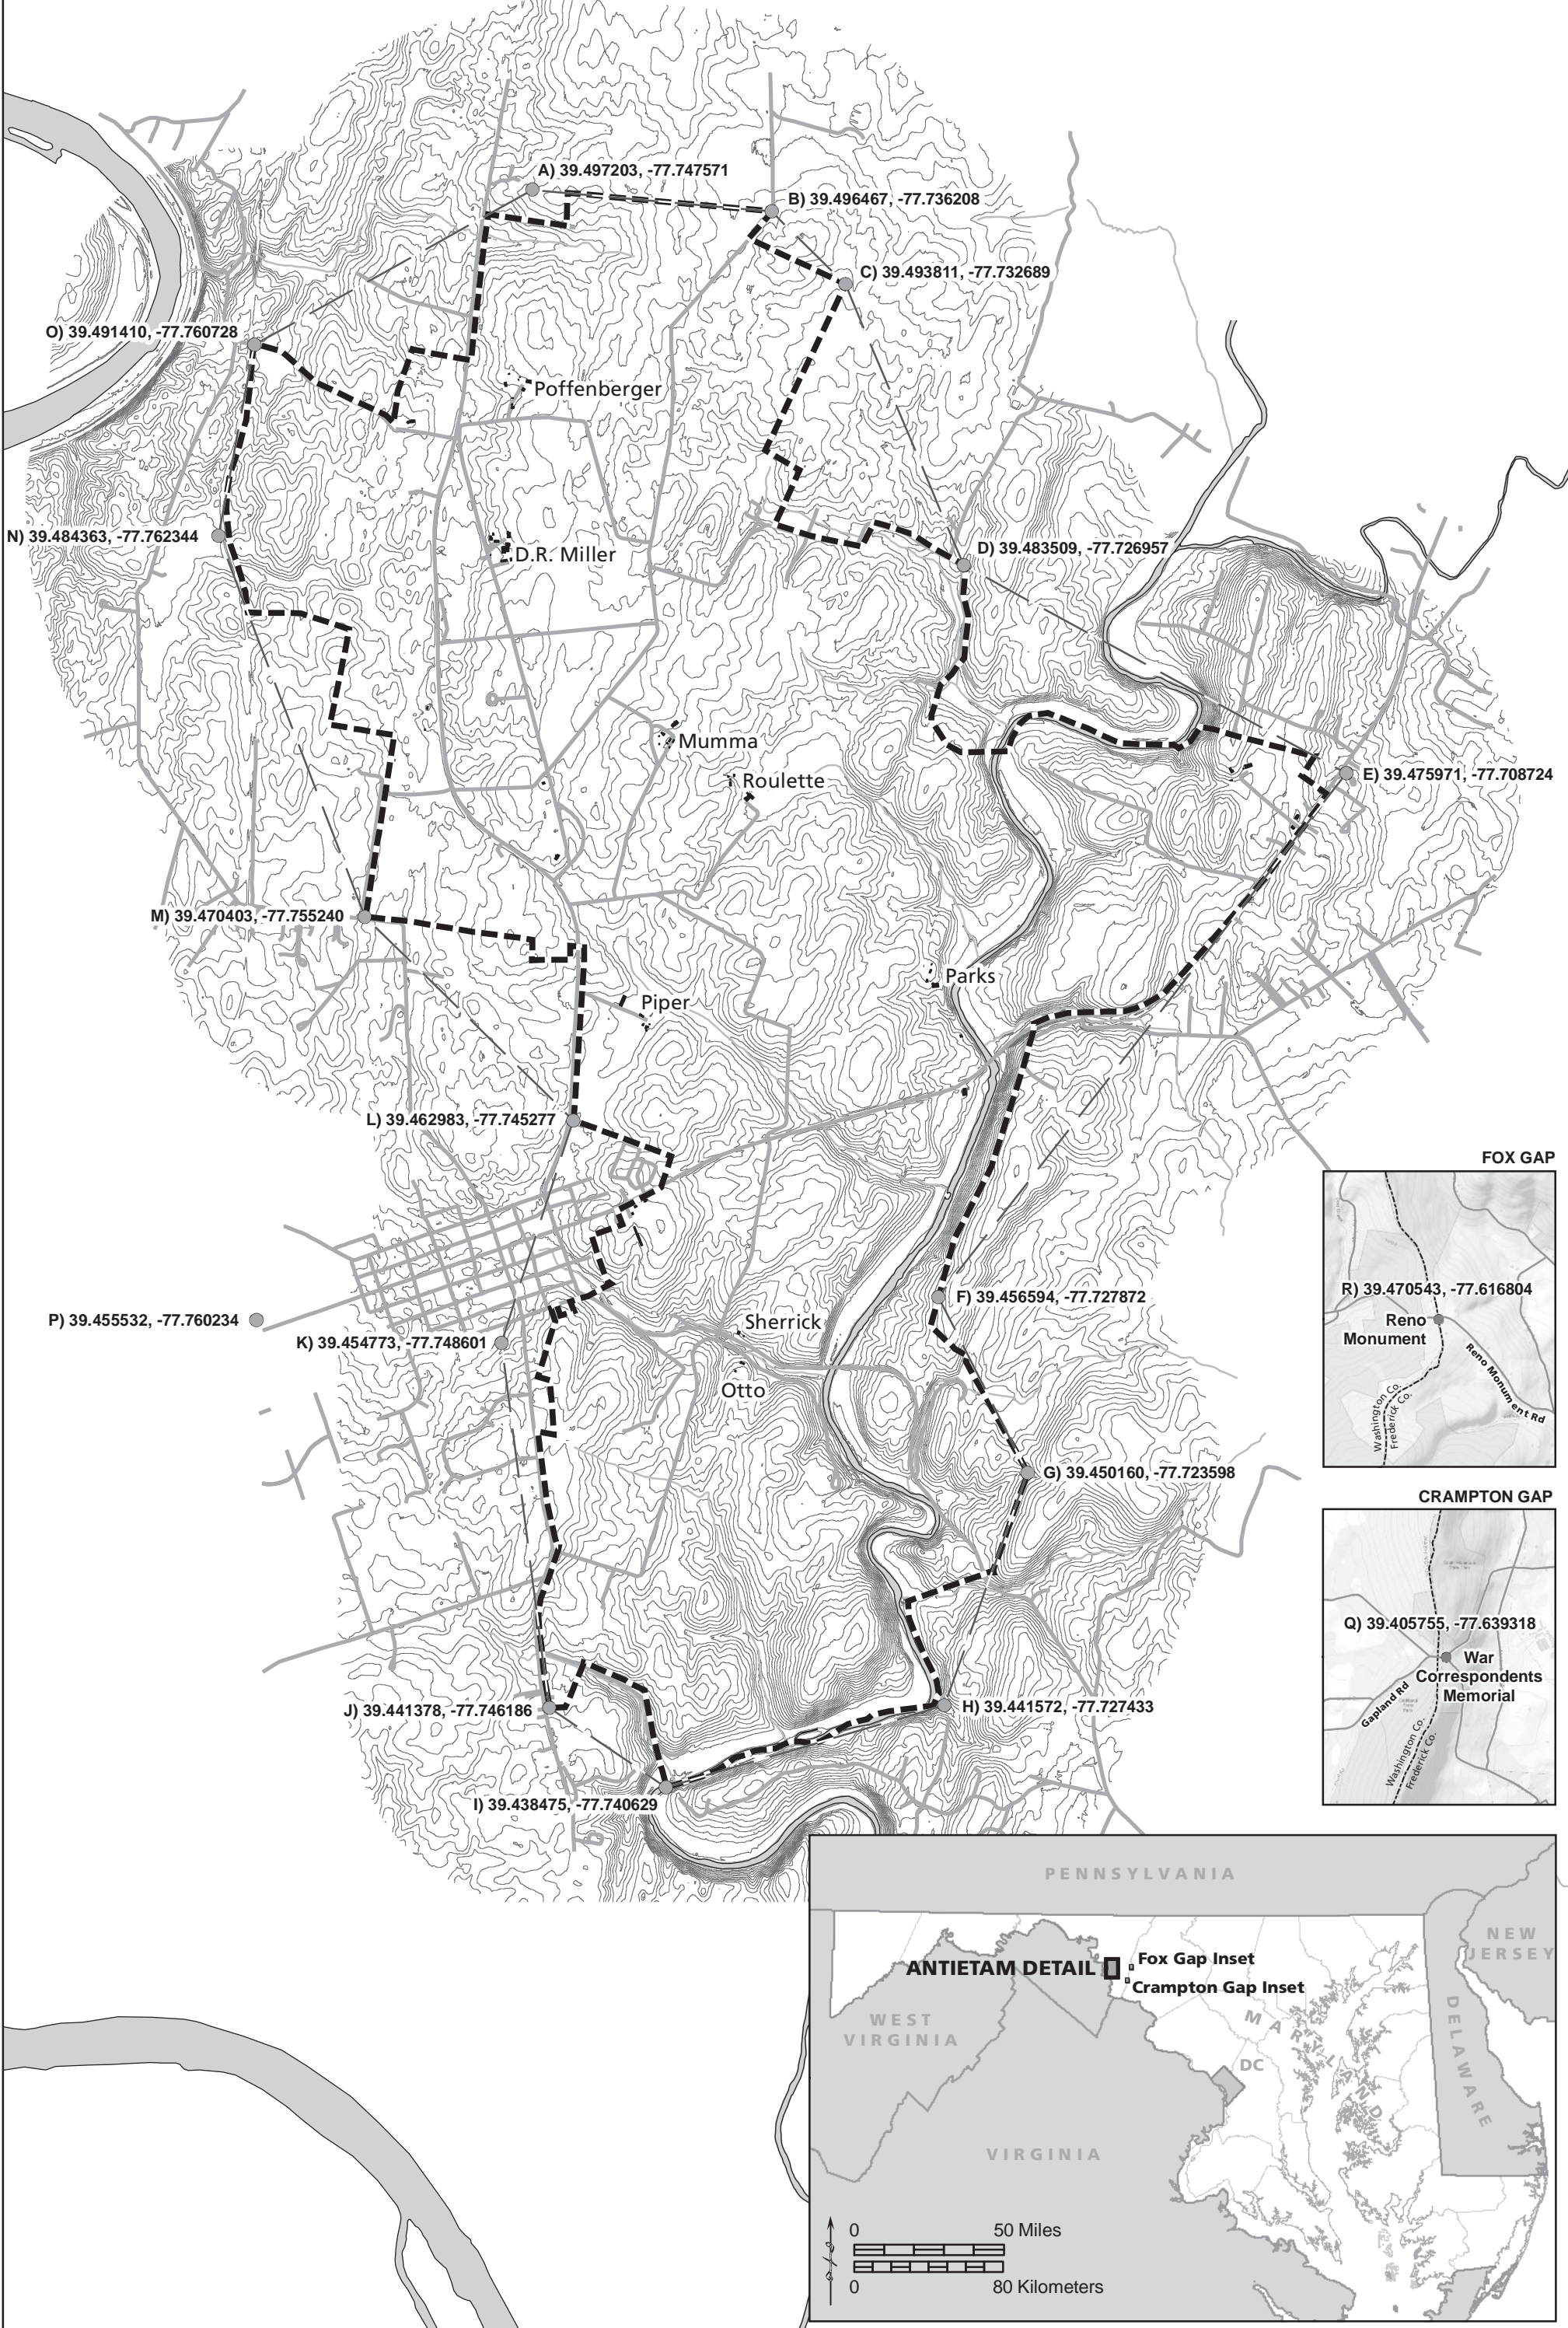 A) 39.497203, -77.747571
B) 39.496467, -77.736208
C) 39.493811, -77.732689
O) 39.491410, -77.760728
Poffenberger
N) 39.484363, -77.762344
D.R. Miller
D) 39.483509, -77.726957
Mumma
Roulette
E) 39.475971, -77.708724
M) 39.470403, -77.755240
Parks
Piper
L) 39.462983, -77.745277
F) 39.456594, -77.727872
P) 39.455532, -77.760234
K) 39.454773, -77.748601
Sherrick
Otto
G) 39.450160, -77.723598
J) 39.441378, -77.746186
H) 39.441572, -77.727433
I) 39.438475, -77.740629
FOX GAP
R) 39.470543, -77.616804
Reno
Monument
Reno Monument Rd
Washington Co.
Frederick Co.
CRAMPTON GAP
Q) 39.405755, -77.639318
War
Correspondents
Memorial
Gapland Rd
Washington Co.
Frederick Co.
PENNSYLVANIA
NEW
JERSEY
ANTIETAM DETAIL
Fox Gap Inset
Crampton Gap Inset
WEST
VIRGINIA
MARYLAND
DELAWARE
DC
VIRGINIA
0 50 Miles
0 80 Kilometers